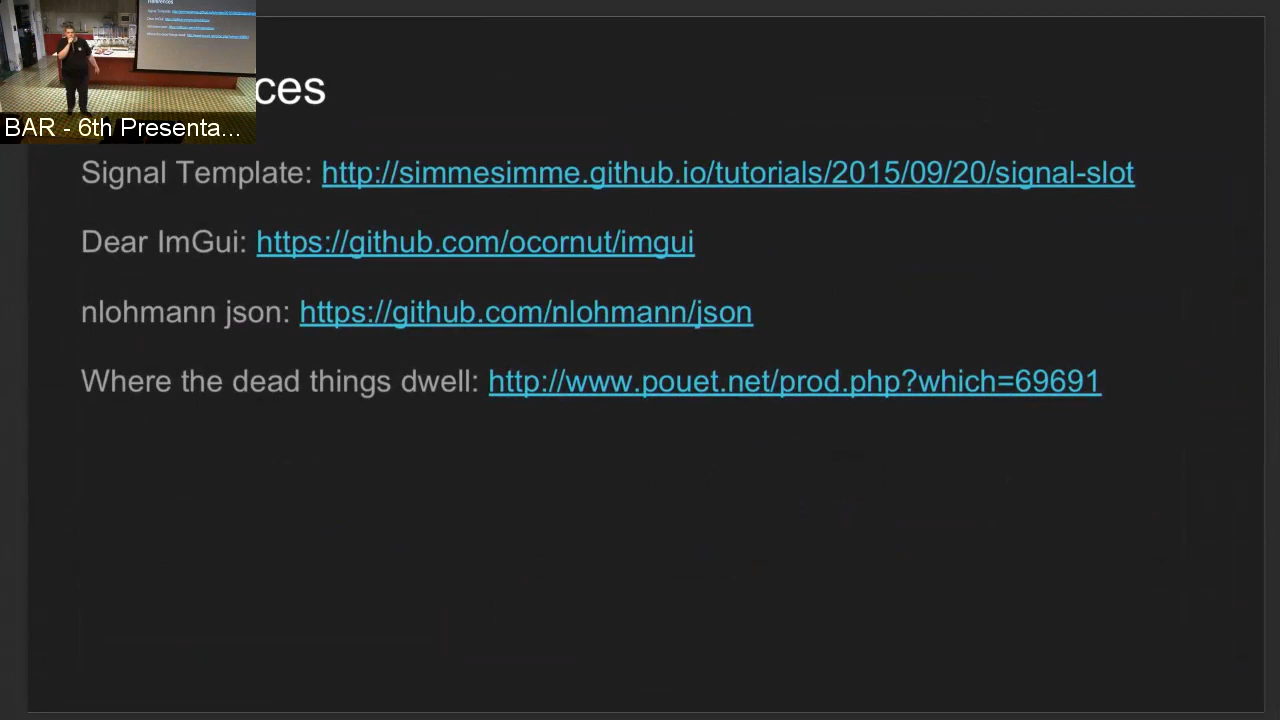 References
BAR - 6th Presenta...
ces
Signal Template: http://simmesimme.github.io/tutorials/2015/09/20/signal-slot
Dear ImGui: https://github.com/ocornut/imgui
nlohmann json: https://github.com/nlohmann/json
Where the dead things dwell: http://www.pouet.net/prod.php?which=69691